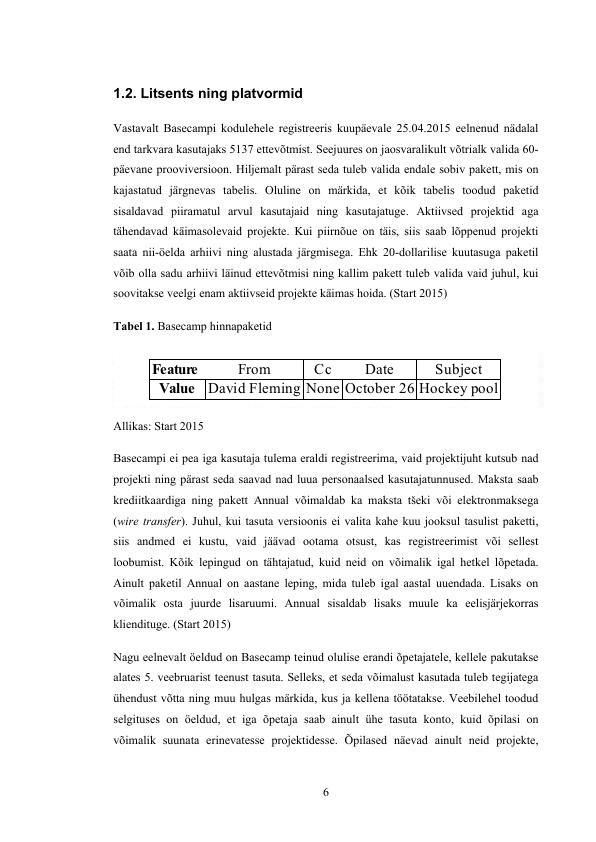 1.2. Litsents ning platvormid
Vastavalt Basecampi kodulehele registreeris kuupäevale 25.04.2015 eelnenud nädalal
end tarkvara kasutajaks 5137 ettevõtmist. Seejuures on jaosvaralikult võtrialk valida 60-
päevane prooviversioon. Hiljemalt pärast seda tuleb valida endale sobiv pakett, mis on
kajastatud järgnevas tabelis. Oluline on märkida, et kõik tabelis toodud paketid
sisaldavad piiramatul arvul kasutajaid ning kasutajatuge. Aktiivsed projektid aga
tähendavad käimasolevaid projekte. Kui piirmõue on täis, siis saab lõppenud projekti
saata nii-öelda arhiivi ning alustada järgmisega. Ehk 20-dollarilise kuutasuga paketil
võib olla sadu arhiivi läinud ettevõtmisi ning kallim pakett tuleb valida vaid juhul, kui
soovitakse veelgi enam aktiivseid projekte käimas hoida. (Start 2015)
Tabel 1. Basecamp hinnapaketid
Feature From Cc Date Subject
Value David Fleming None October 26 Hockey pool
Allikas: Start 2015
Basecampi ei pea iga kasutaja tulema eraldi registreerima, vaid projektijuht kutsub nad
projekti ning pärast seda saavad nad luua personaalsed kasutajatunnused. Maksta saab
krediitkaardiga ning pakett Annual võimaldab ka maksta tšeki või elektronmaksega
(wire transfer). Juhul, kui tasuta versioonis ei valita kahe kuu jooksul tasulist paketti,
siis andmed ei kustu, vaid jäävad ootama otsust, kas registreerimist või sellest
loobumist. Kõik lepingud on tähtajatud, kuid neid on võimalik igal hetkel lõpetada.
Ainult paketil Annual on aastane leping, mida tuleb igal aastal uuendada. Lisaks on
võimalik osta juurde lisaruumi. Annual sisaldab lisaks muule ka eelisjärjekorras
kliendituge. (Start 2015)
Nagu eelnevalt öeldud on Basecamp teinud olulise erandi õpetajatele, kellele pakutakse
alates 5. veebruarist teenust tasuta. Selleks, et seda võimalust kasutada tuleb tegijatega
ühendust võtta ning muu hulgas märkida, kus ja kellena töötatakse. Veebilehel toodud
selgituses on öeldud, et iga õpetaja saab ainult ühe tasuta konto, kuid õpilasi on
võimalik suunata erinevatesse projektidesse. Õpilased näevad ainult neid projekte,
6